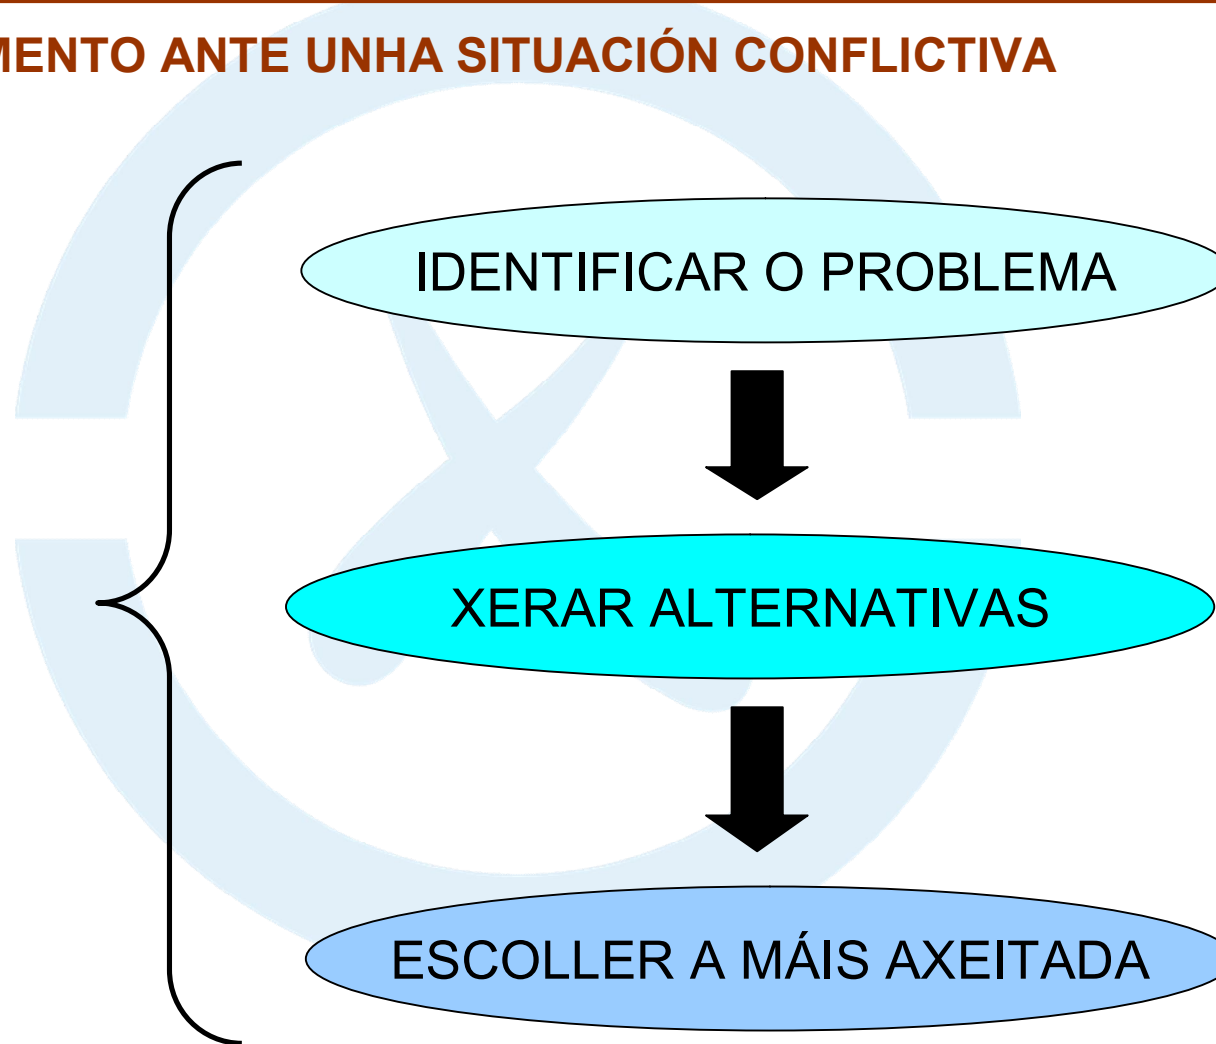 MENTO ANTE UNHA SITUACIÓN CONFLICTIVA
IDENTIFICAR O PROBLEMA
XERAR ALTERNATIVAS
ESCOLLER A MÁIS AXEITADA